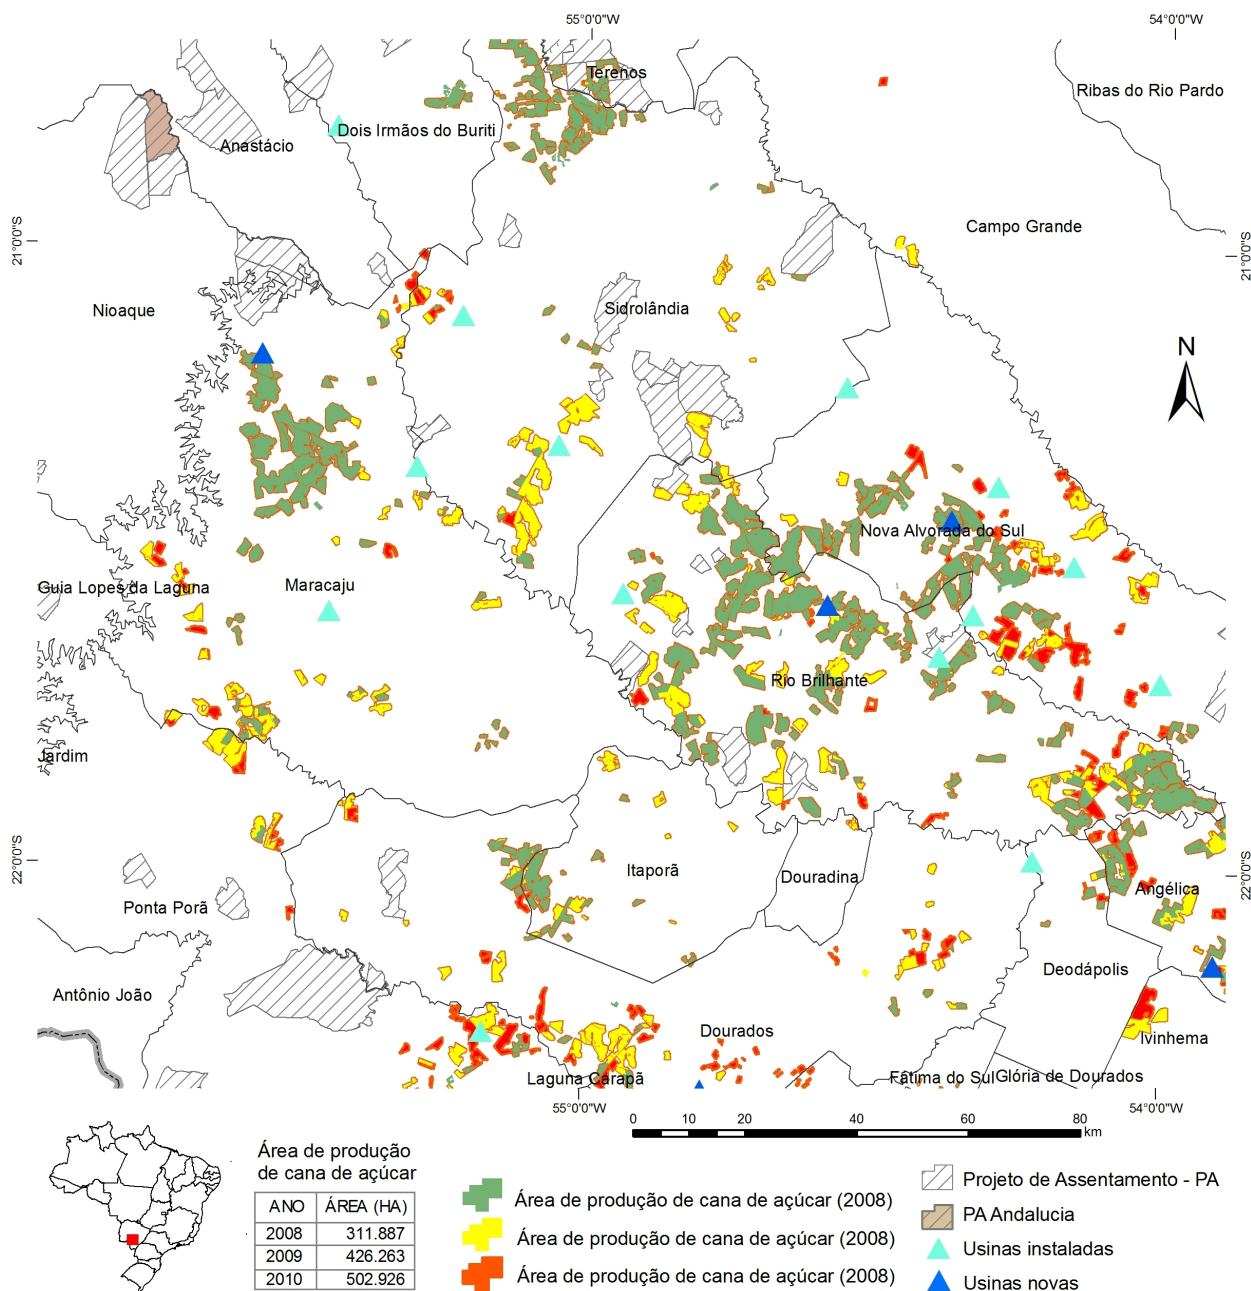 55°0'0"W
54°0'0"W
Terenos
Ribas do Rio Pardo
Dois Irmãos do Buriti
Anastácio
Campo Grande
21°0'0"S
21°0'0"S
Nioaque
Sidrolândia
N
Nova Alvorada do Sul
Guia Lopes da Laguna
Maracaju
Rio Brilhante
Jardim
22°0'0"S
22°0'0"S
Itaporã
Douradina
Angélica
Ponta Porã
Deodápolis
Antônio João
Dourados
Ivinhema
Laguna Carapã
Fátima do Sul
Glória de Dourados
55°0'0"W
54°0'0"W
0 10 20 40 60 80
km
Área de produção
de cana de açúcar
ANO ÁREA (HA)
2008 311.887
2009 426.263
2010 502.926
Área de produção de cana de açúcar (2008)
Área de produção de cana de açúcar (2008)
Área de produção de cana de açúcar (2008)
Projeto de Assentamento - PA
PA Andalucia
Usinas instaladas
Usinas novas